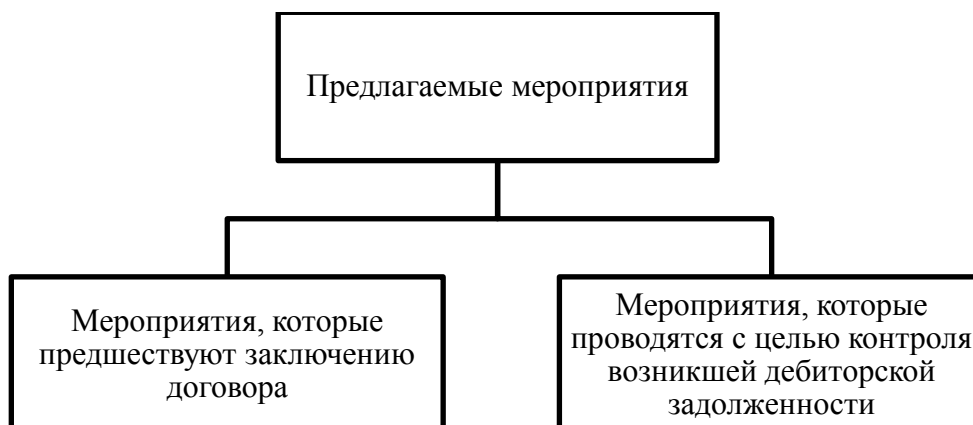 Предлагаемые мероприятия
Мероприятия, которые
предшествуют заключению
договора
Мероприятия, которые
проводятся с целью контроля
возникшей дебиторской
задолженности